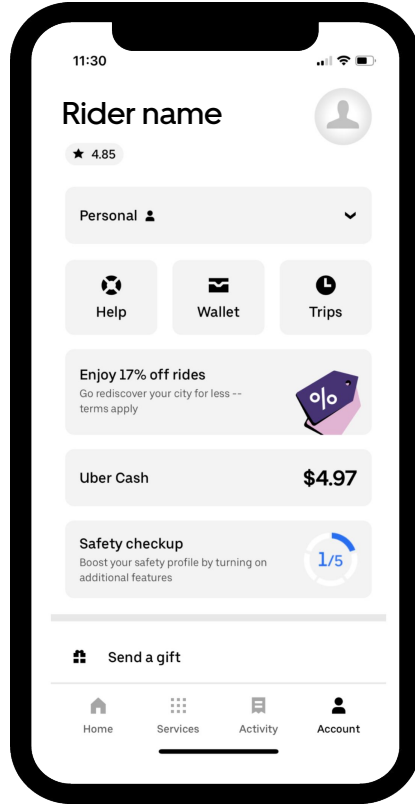 11:30
Rider name
★ 4.85
Personal
Help
Wallet
Trips
Enjoy 17% off rides
Go rediscover your city for less --
terms apply
%
Uber Cash
$4.97
Safety checkup
Boost your safety profile by turning on
additional features
1/5
Send a gift
Home
Services
Activity
Account